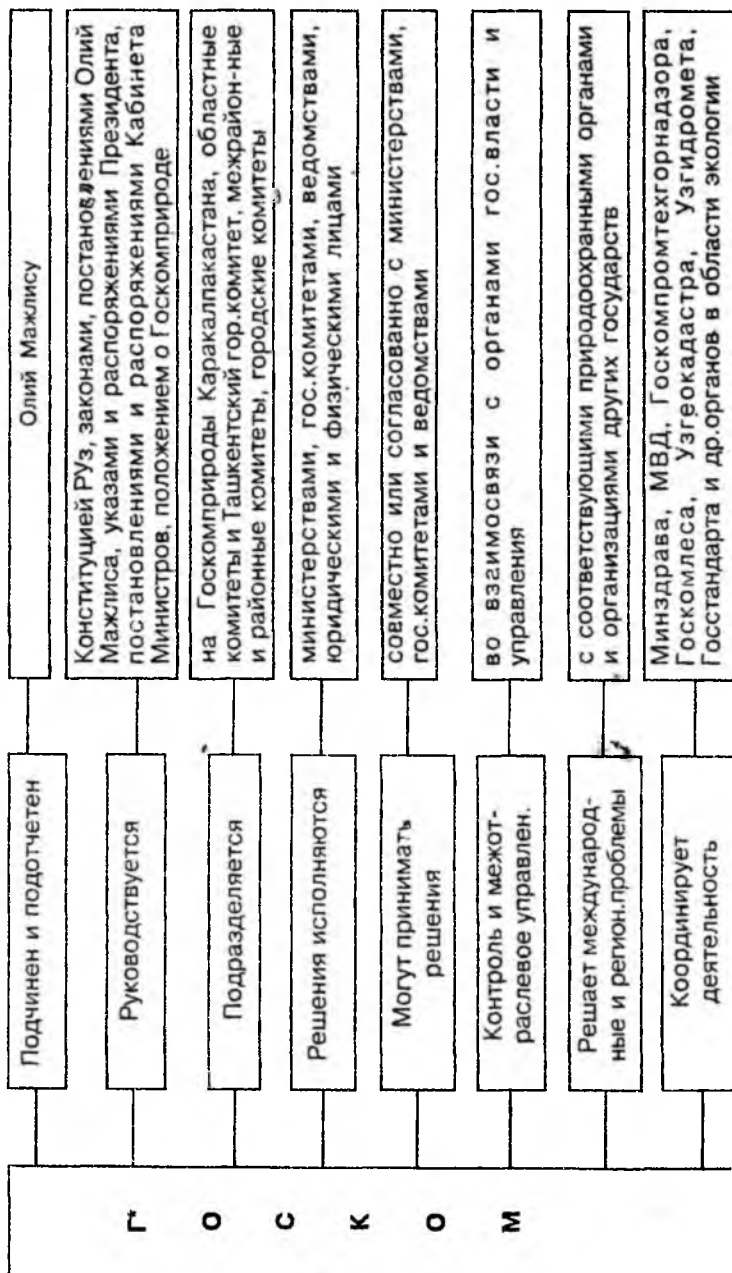 Г*
О
С
К
О
М
Подчинен и подотчетен
Олий Мажлису
Руководствуется
Конституцией РУз, законами, постановлениями Олий
Мажлиса, указами и распоряжениями Президента,
постановлениями и распоряжениями Кабинета
Министров, положением о Госкомприроде
Подразделяется
на Госкомприроды Каракалпакастана, областные
комитеты и Ташкентский гор.комитет, межрайон-ные
и районные комитеты, городские комитеты
Решения исполняются
министерствами, гос.комитетами, ведомствами,
юридическими и физическими лицами
Могут принимать
решения
совместно или согласованно с министерствами,
гос.комитетами и ведомствами
Контроль и межот-
раслевое управлен.
во взаимосвязи с органами гос.власти и
управления
Решает международ-
ные и регион.проблемы
с соответствующими природоохранными органами
и организациями других государств
Координирует
деятельность
Минздрава, МВД, Госкомпромтехгорнадзора,
Госкомлеса, Узгеокадастра, Узгидромета,
Госстандарта и др.органов в области экологии